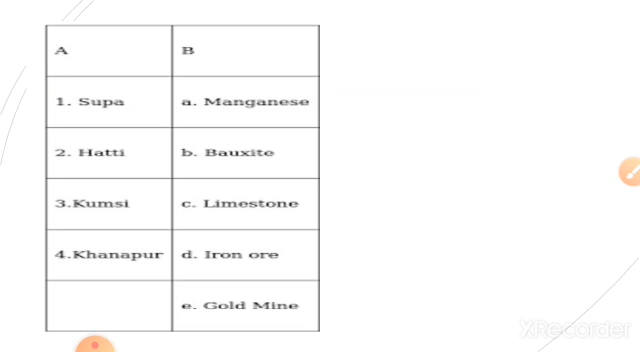 A B
1. Supa a. Manganese
2. Hatti b. Bauxite
3.Kumsi c. Limestone
4.Khanapur d. Iron ore
e. Gold Mine
XRecorder